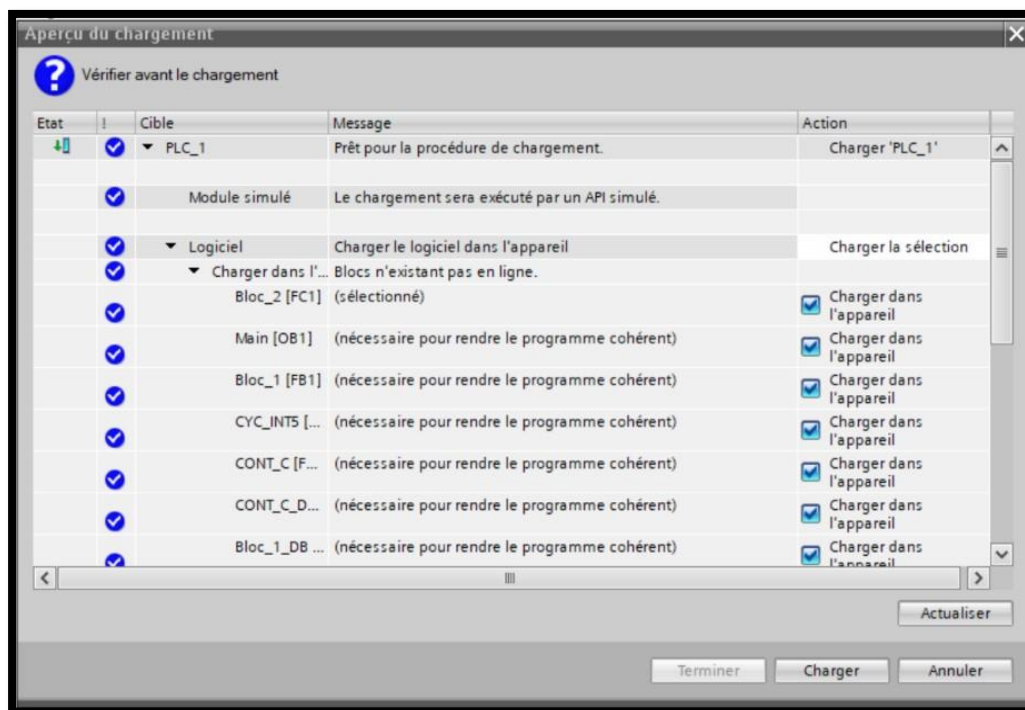 Aperçu du chargement
Vérifier avant le chargement
Etat ! Cible Message Action
PLC_1 Prêt pour la procédure de chargement. Charger 'PLC_1'
Module simulé Le chargement sera exécuté par un API simulé.
Logiciel Charger le logiciel dans l'appareil Charger la sélection
Charger dans l'... Blocs n'existant pas en ligne.
Bloc_2 [FC1] (sélectionné) Charger dans
l'appareil
Main [OB1] (nécessaire pour rendre le programme cohérent) Charger dans
l'appareil
Bloc_1 [FB1] (nécessaire pour rendre le programme cohérent) Charger dans
l'appareil
CYC_INT5 [... (nécessaire pour rendre le programme cohérent) Charger dans
l'appareil
CONT_C [F... (nécessaire pour rendre le programme cohérent) Charger dans
l'appareil
CONT_C_D... (nécessaire pour rendre le programme cohérent) Charger dans
l'appareil
Bloc_1_DB ... (nécessaire pour rendre le programme cohérent) Charger dans
l'appareil
Actualiser
Terminer Charger Annuler